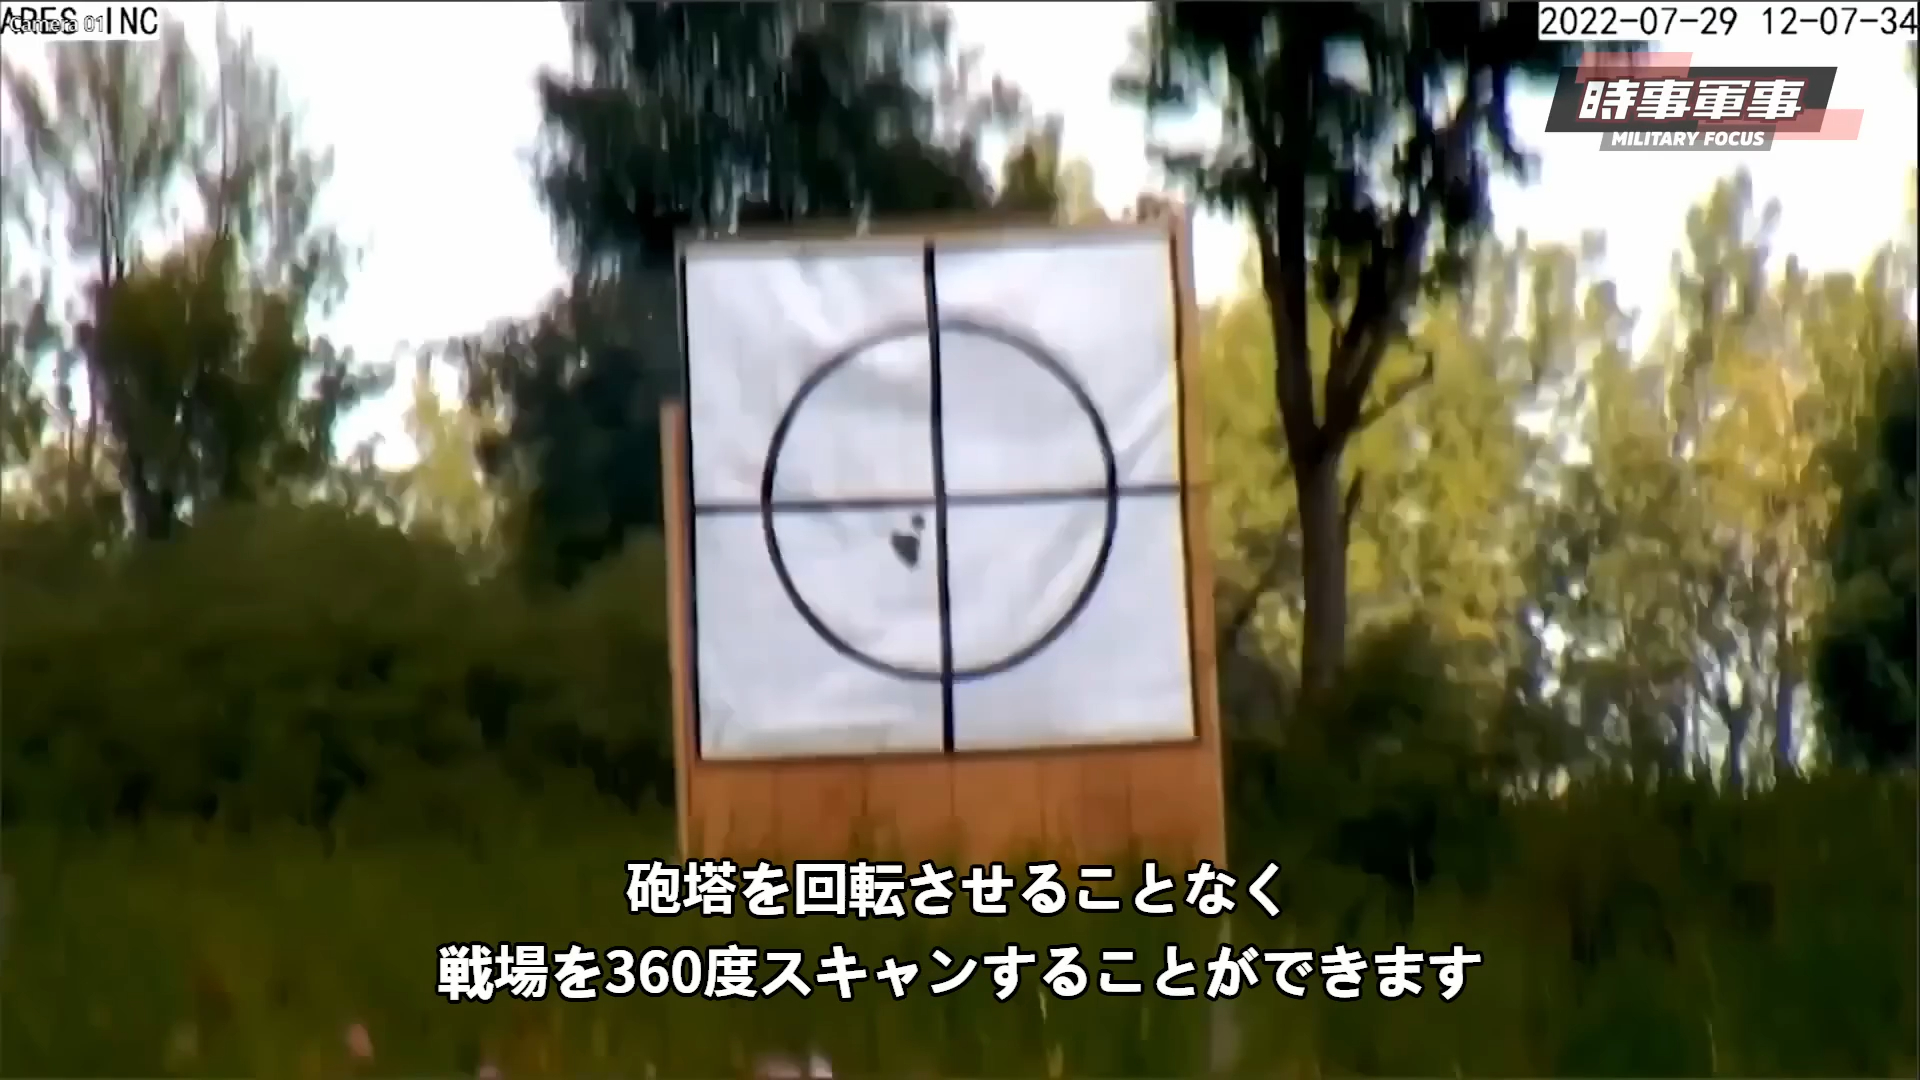 ARES INC
Camera 01
2022-07-29 12-07-34
時事軍事
MILITARY FOCUS
砲塔を回転させることなく
戦場を360度スキャンすることができます